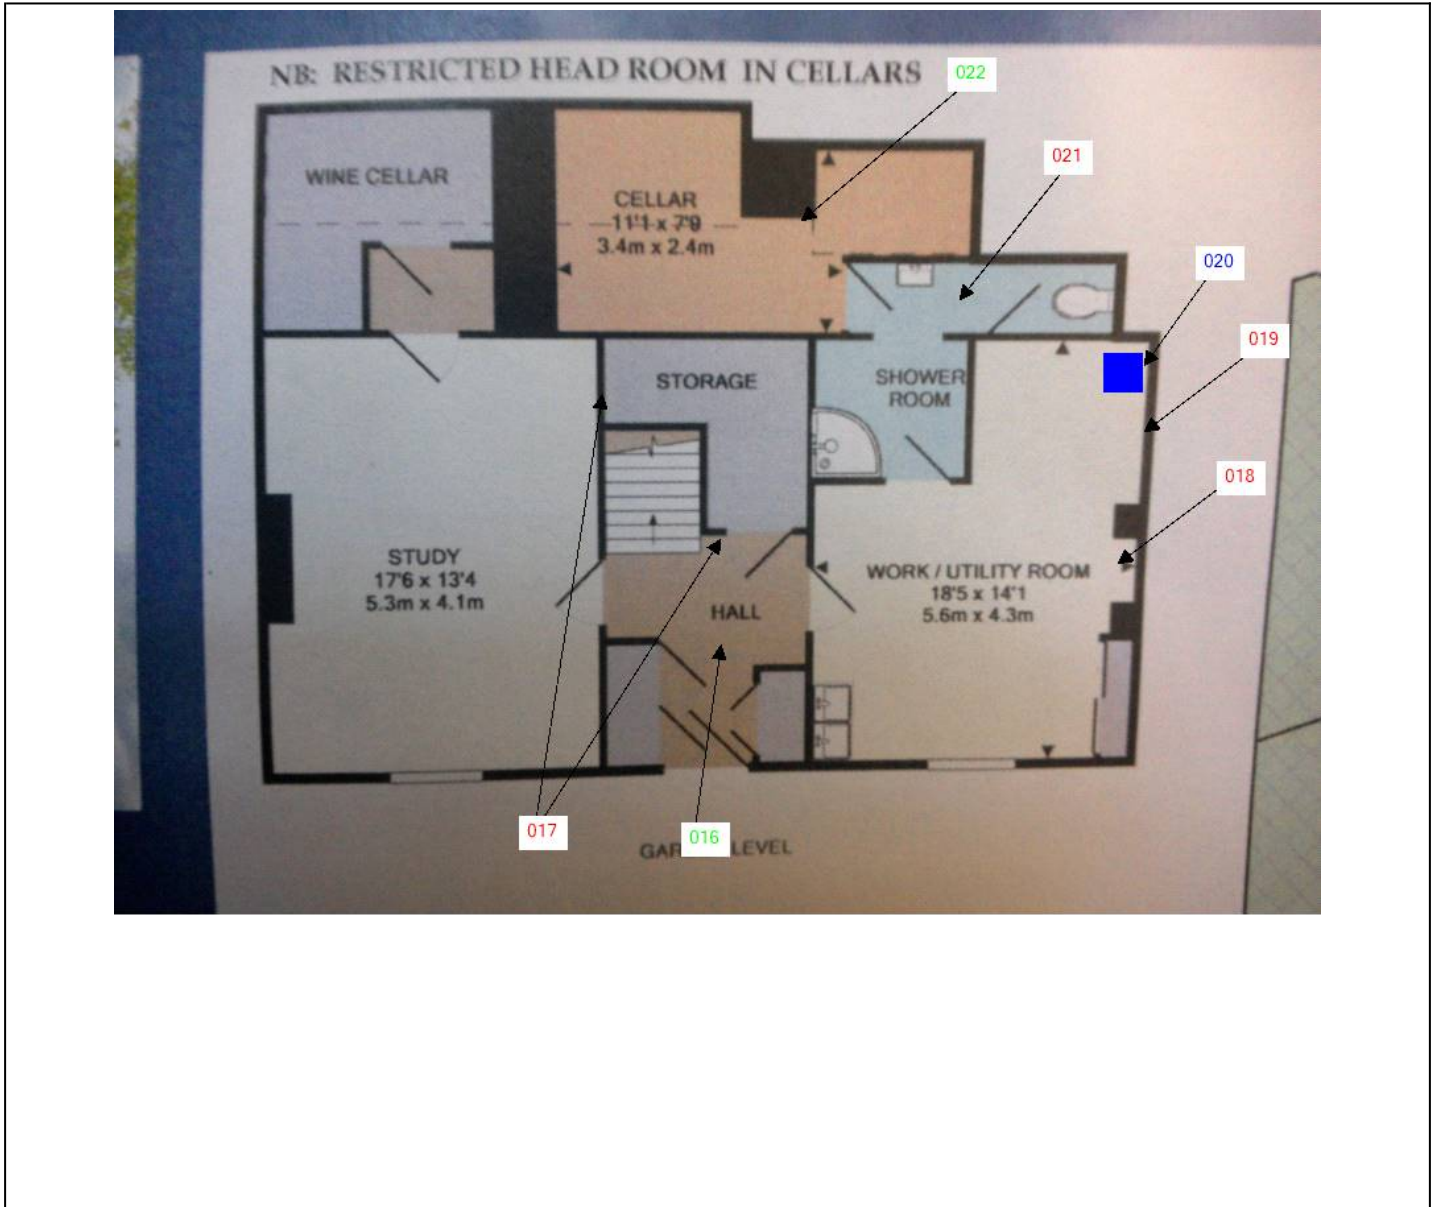 NB: RESTRICTED HEAD ROOM IN CELLARS
022
021
WINE CELLAR
CELLAR
11'1 x 7'9
3.4m x 2.4m
020
019
STORAGE
SHOWER
ROOM
018
STUDY
17'6 x 13'4
5.3m x 4.1m
WORK / UTILITY ROOM
18'5 x 14'1
5.6m x 4.3m
HALL
017
016
GAR LEVEL